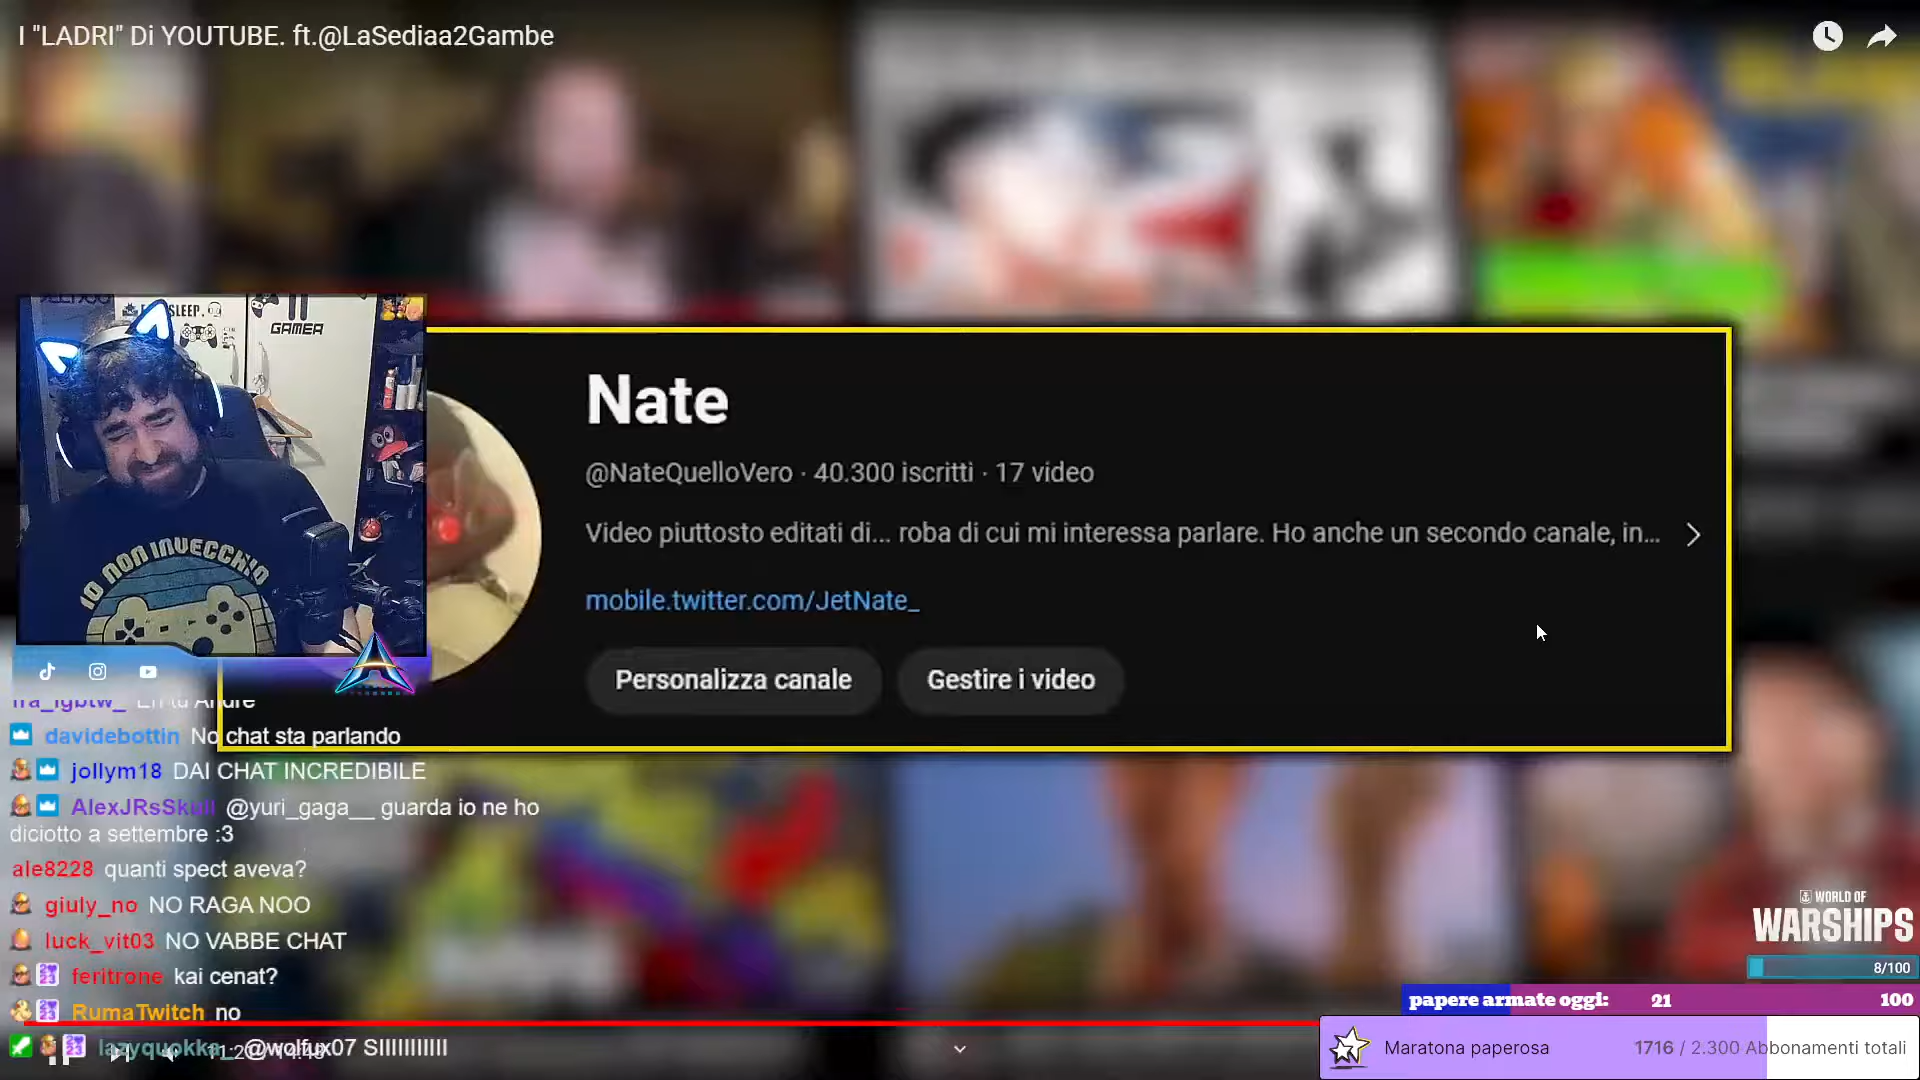 I "LADRI" Di YOUTUBE. ft.@LaSediaa2Gambe
SLEEP.
GAMER
IO NON INVECCHIO
Nate
@NateQuelloVero · 40.300 iscritti · 17 video
Video piuttosto editati di... roba di cui mi interessa parlare. Ho anche un secondo canale, in...
mobile.twitter.com/JetNate_
Personalizza canale
Gestire i video
davidebottin No chat sta parlando
jollym18 DAI CHAT INCREDIBILE
AlexJRsSkull @yuri_gaga__ guarda io ne ho
diciotto a settembre :3
ale8228 quanti spect aveva?
giuly_no NO RAGA NOO
luck_vit03 NO VABBE CHAT
feritrone kai cenat?
RumaTwitch no
lazyquokka_ @wolfux07 SIIIIIIIIII
WORLD OF
WARSHIPS
8/100
papere armate oggi: 21 100
Maratona paperosa 1716 / 2.300 Abbonamenti totali